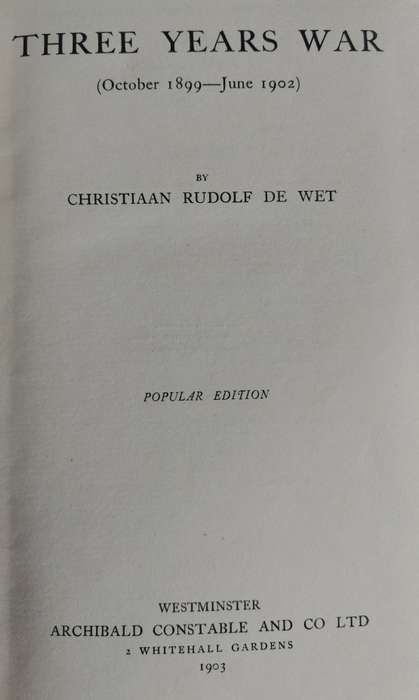 THREE YEARS WAR
(October 1899—June 1902)
BY
CHRISTIAAN RUDOLF DE WET
POPULAR EDITION
WESTMINSTER
ARCHIBALD CONSTABLE AND CO LTD
2 WHITEHALL GARDENS
1903